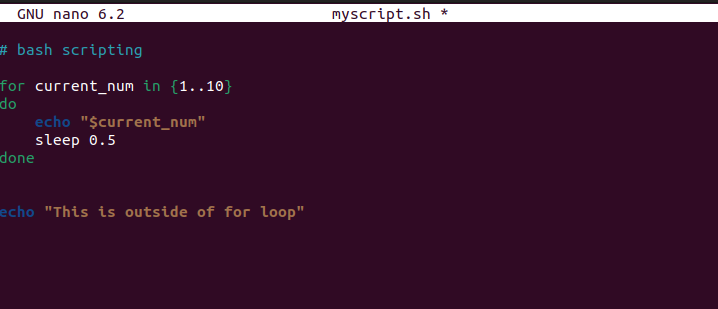 GNU nano 6.2 myscript.sh *
# bash scripting
for current_num in {1..10}
do
    echo "$current_num"
    sleep 0.5
done
echo "This is outside of for loop"